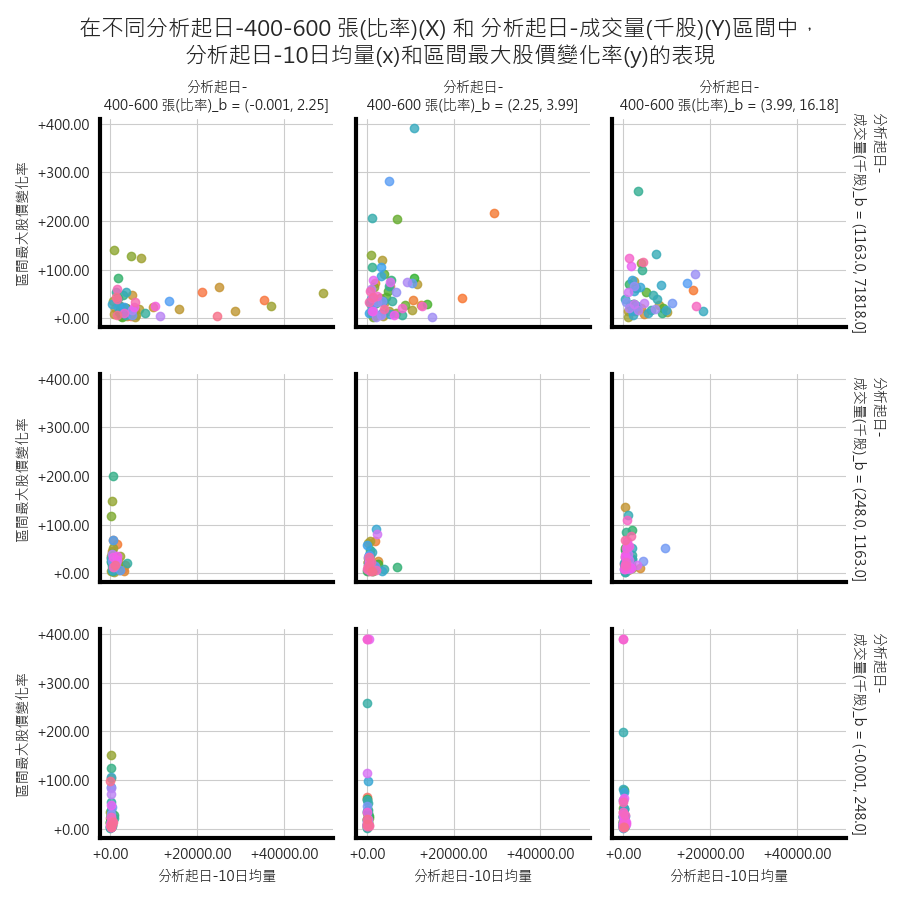 在不同分析起日-400-600 張(比率)(X) 和 分析起日-成交量(千股)(Y)區間中，
分析起日-10日均量(x)和區間最大股價變化率(y)的表現
分析起日-
400-600 張(比率)_b = (-0.001, 2.25]
分析起日-
400-600 張(比率)_b = (2.25, 3.99]
分析起日-
400-600 張(比率)_b = (3.99, 16.18]
區間最大股價變化率
+400.00
+300.00
+200.00
+100.00
+0.00
分析起日-
成交量(千股)_b = (1163.0, 71818.0]
區間最大股價變化率
+400.00
+300.00
+200.00
+100.00
+0.00
分析起日-
成交量(千股)_b = (248.0, 1163.0]
區間最大股價變化率
+400.00
+300.00
+200.00
+100.00
+0.00
分析起日-
成交量(千股)_b = (-0.001, 248.0]
+0.00 +20000.00 +40000.00
+0.00 +20000.00 +40000.00
+0.00 +20000.00 +40000.00
分析起日-10日均量
分析起日-10日均量
分析起日-10日均量